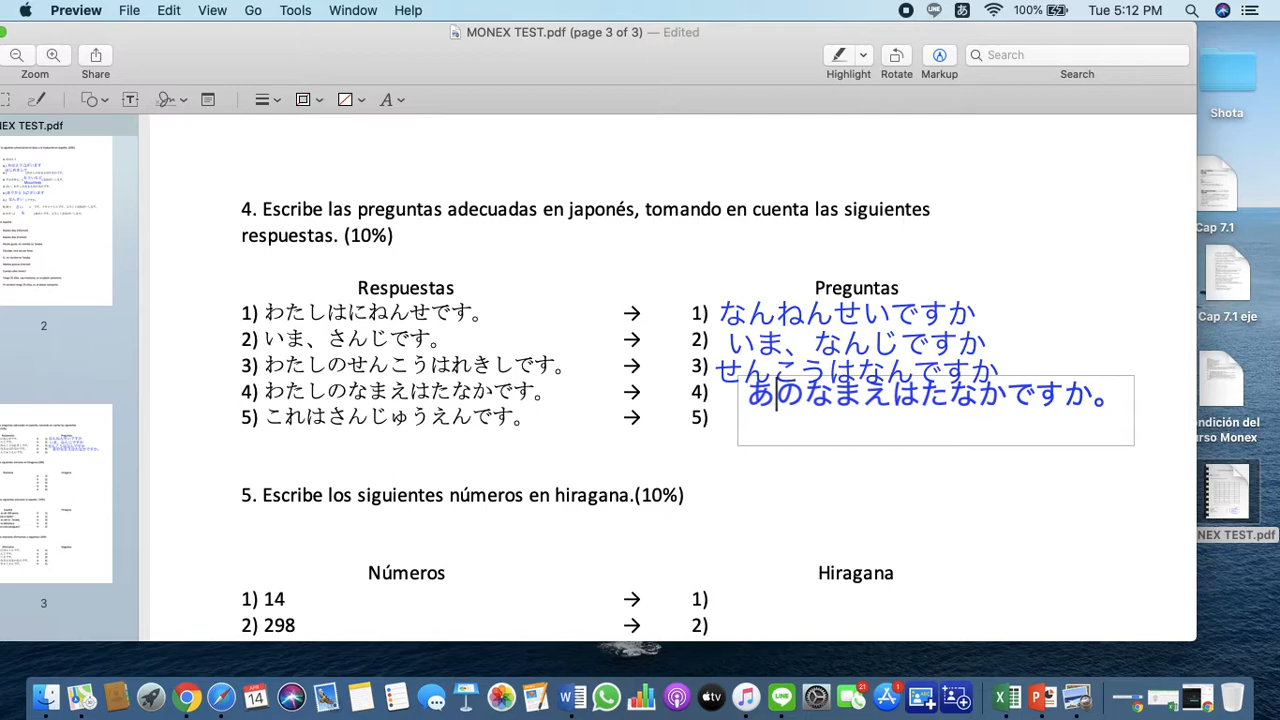 Preview File Edit View Go Tools Window Help 100% Tue 5:12 PM
MONEX TEST.pdf (page 3 of 3) — Edited
Zoom Share Highlight Rotate Markup Search
Search
NEX TEST.pdf
2
3
4. Escribe las preguntas adecuadas en japonés, tomando en cuenta las siguientes
respuestas. (10%)
Respuestas Preguntas
1) わたしはにねんせです。 → 1) なんねんせいですか
2) いま、さんじです。 → 2) いま、なんじですか
3) わたしのせんこうはれきしです。 → 3) せんこうはなんですか
4) わたしのなまえはたなかです。 → 4) あのなまえはたなかですか。
5) これはさんじゅうえんです。 → 5)
5. Escribe los siguientes números en hiragana.(10%)
Números Hiragana
1) 14 → 1)
2) 298 → 2)
Shota
Cap 7.1
Cap 7.1 eje
ndición del
urso Monex
NEX TEST.pdf